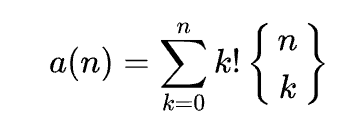 a(n) = \sum_{k=0}^{n} k! \left\{ {n \atop k} \right\}